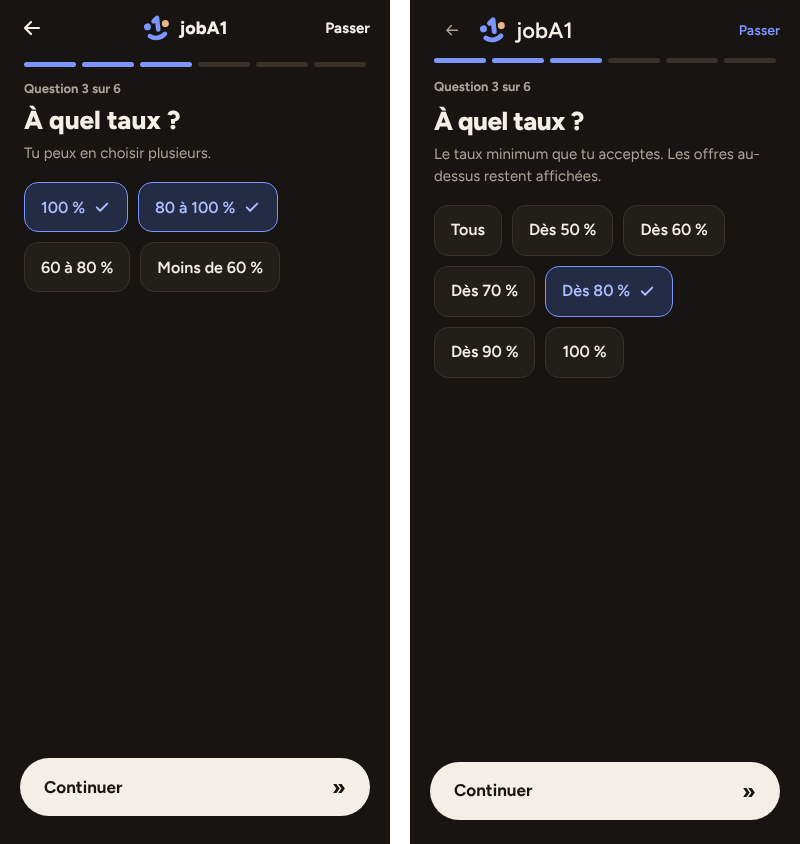 jobA1
Passer
Question 3 sur 6
À quel taux ?
Tu peux en choisir plusieurs.
100 %
80 à 100 %
60 à 80 %
Moins de 60 %
Continuer »
jobA1
Passer
Question 3 sur 6
À quel taux ?
Le taux minimum que tu acceptes. Les offres au-
dessus restent affichées.
Tous
Dès 50 %
Dès 60 %
Dès 70 %
Dès 80 %
Dès 90 %
100 %
Continuer »